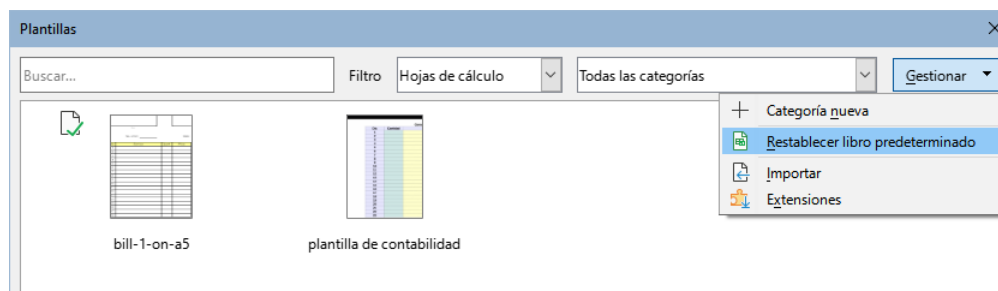 Plantillas
Buscar...
Filtro
Hojas de cálculo
Todas las categorías
Gestionar
Categoría nueva
Restablecer libro predeterminado
Importar
Extensiones
bill-1-on-a5
plantilla de contabilidad